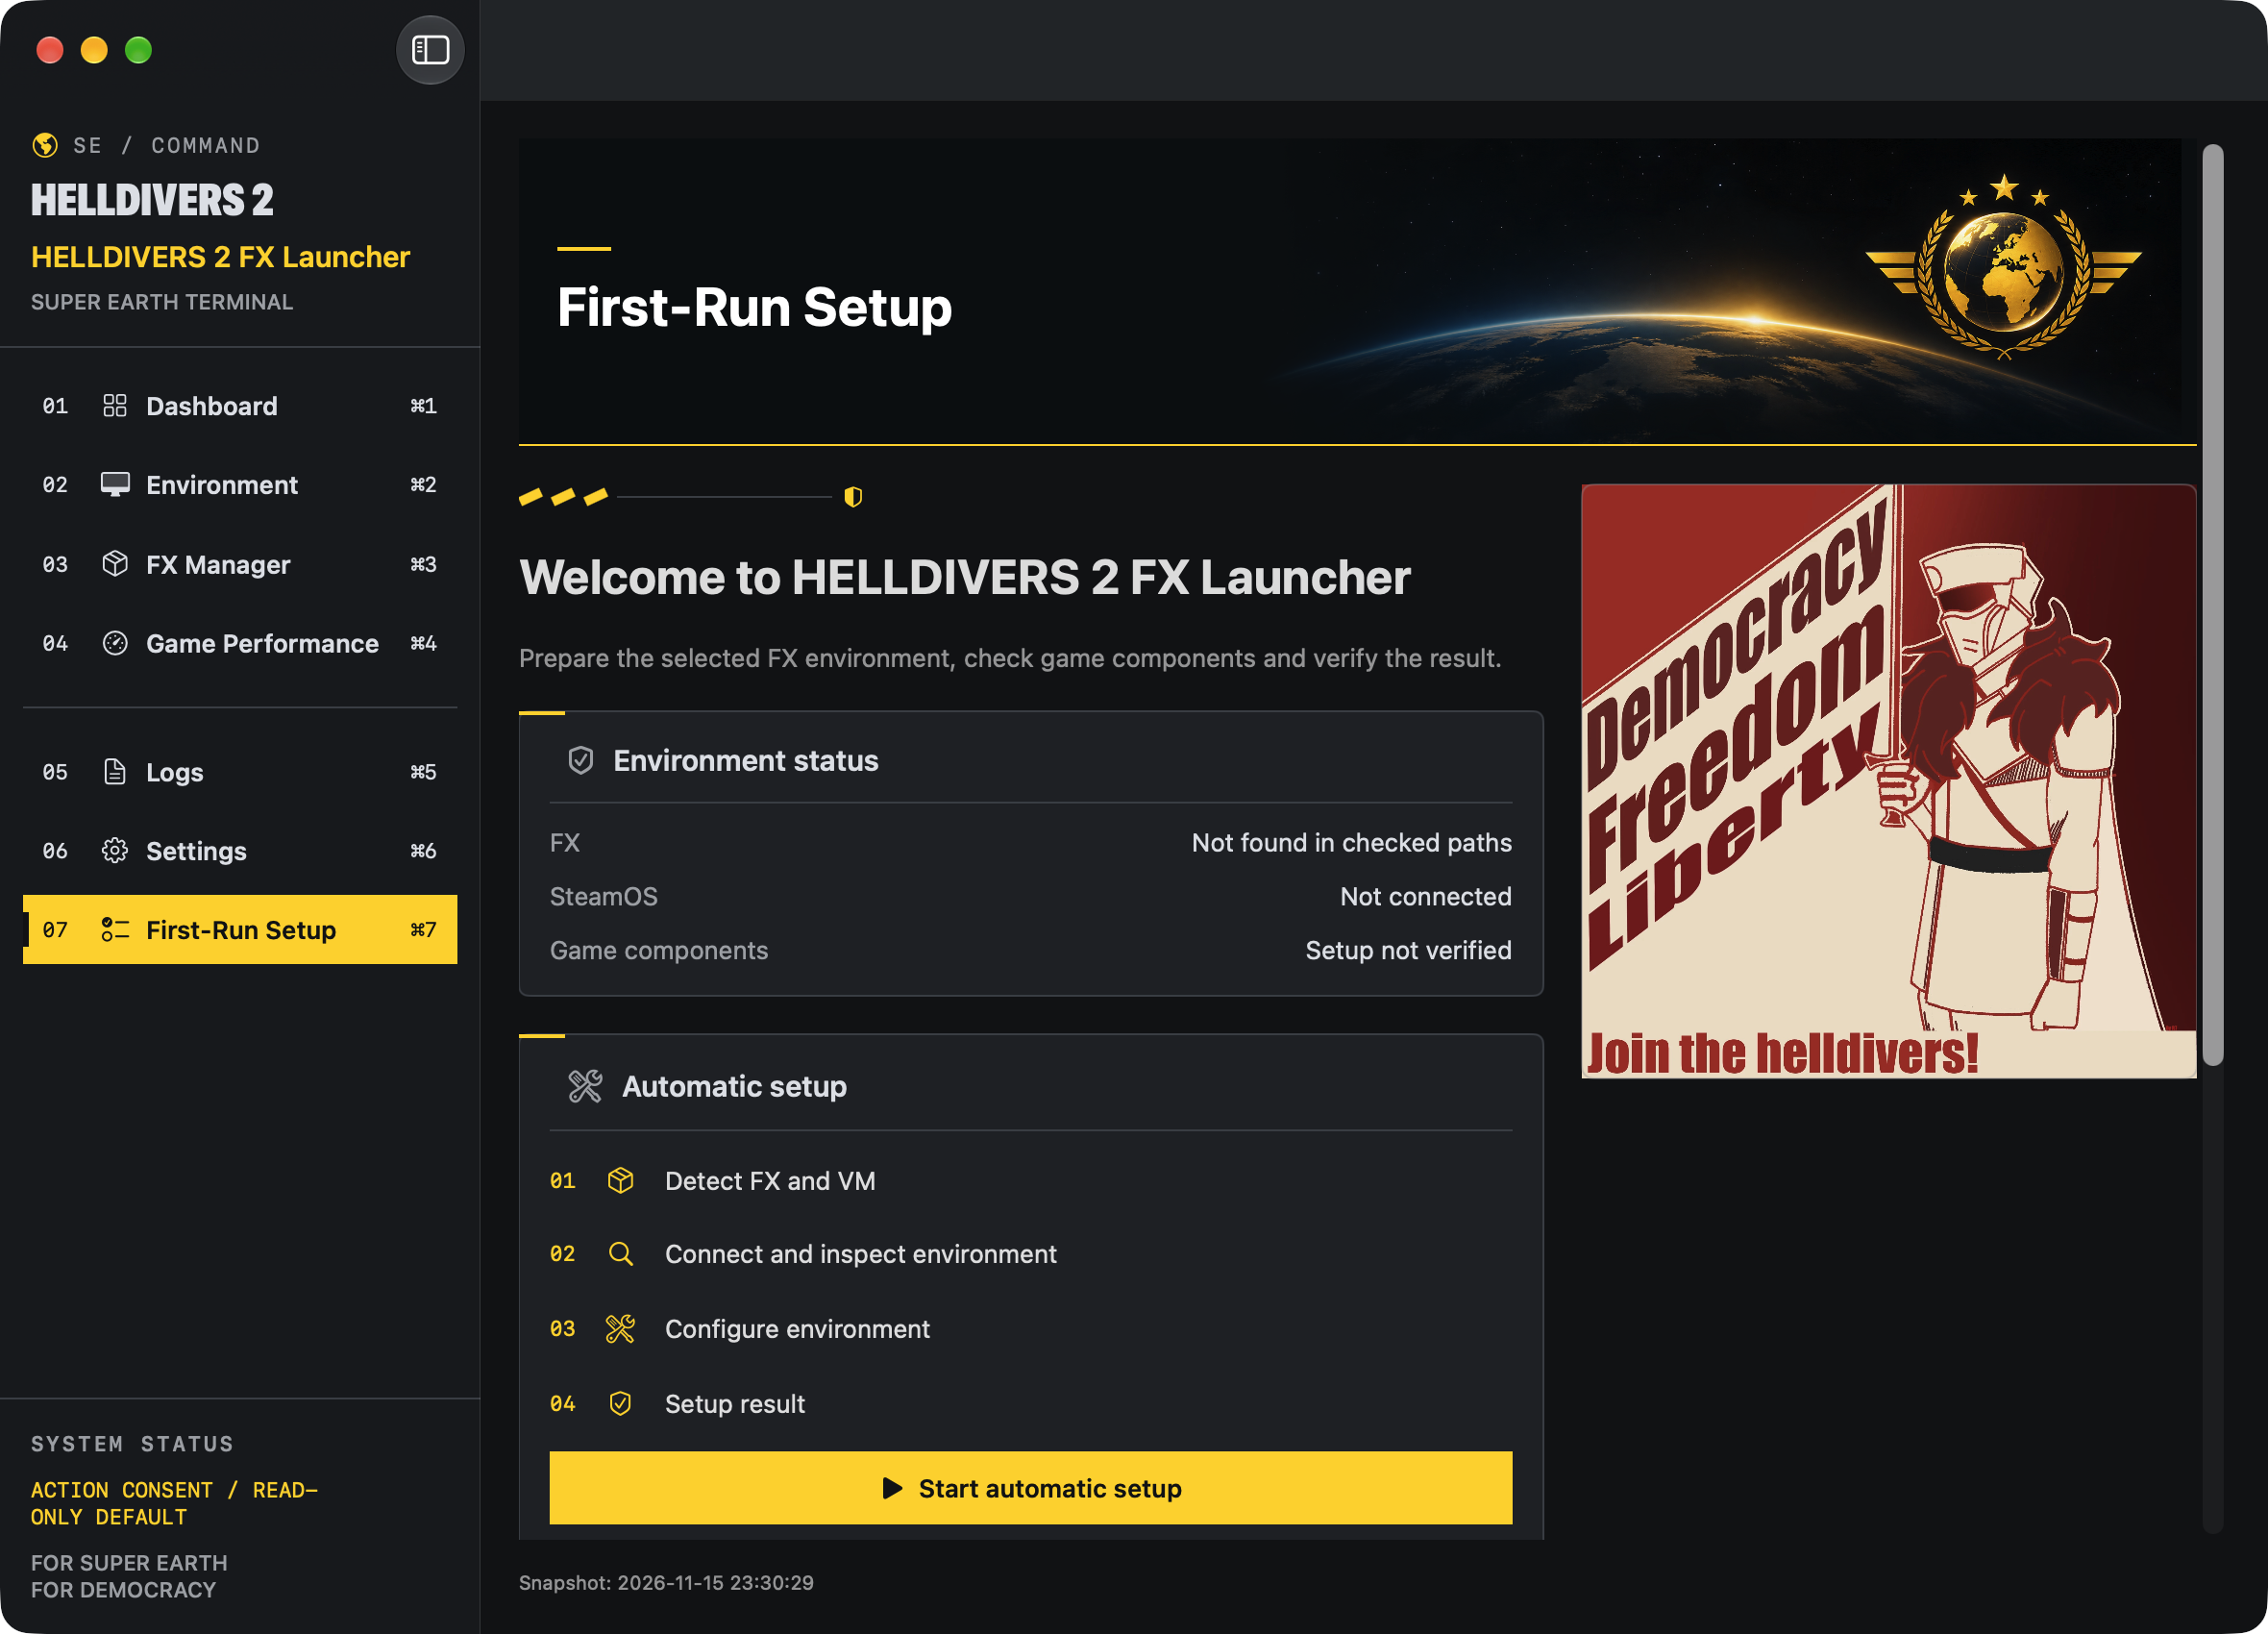 SE / COMMAND
HELLDIVERS 2
HELLDIVERS 2 FX Launcher
SUPER EARTH TERMINAL
01 Dashboard ⌘1
02 Environment ⌘2
03 FX Manager ⌘3
04 Game Performance ⌘4
05 Logs ⌘5
06 Settings ⌘6
07 First-Run Setup ⌘7
SYSTEM STATUS
ACTION CONSENT / READ-
ONLY DEFAULT
FOR SUPER EARTH
FOR DEMOCRACY
First-Run Setup
Welcome to HELLDIVERS 2 FX Launcher
Prepare the selected FX environment, check game components and verify the result.
Environment status
FX Not found in checked paths
SteamOS Not connected
Game components Setup not verified
Automatic setup
01 Detect FX and VM
02 Connect and inspect environment
03 Configure environment
04 Setup result
Start automatic setup
Snapshot: 2026-11-15 23:30:29
Democracy
Freedom
Liberty
Join the helldivers!